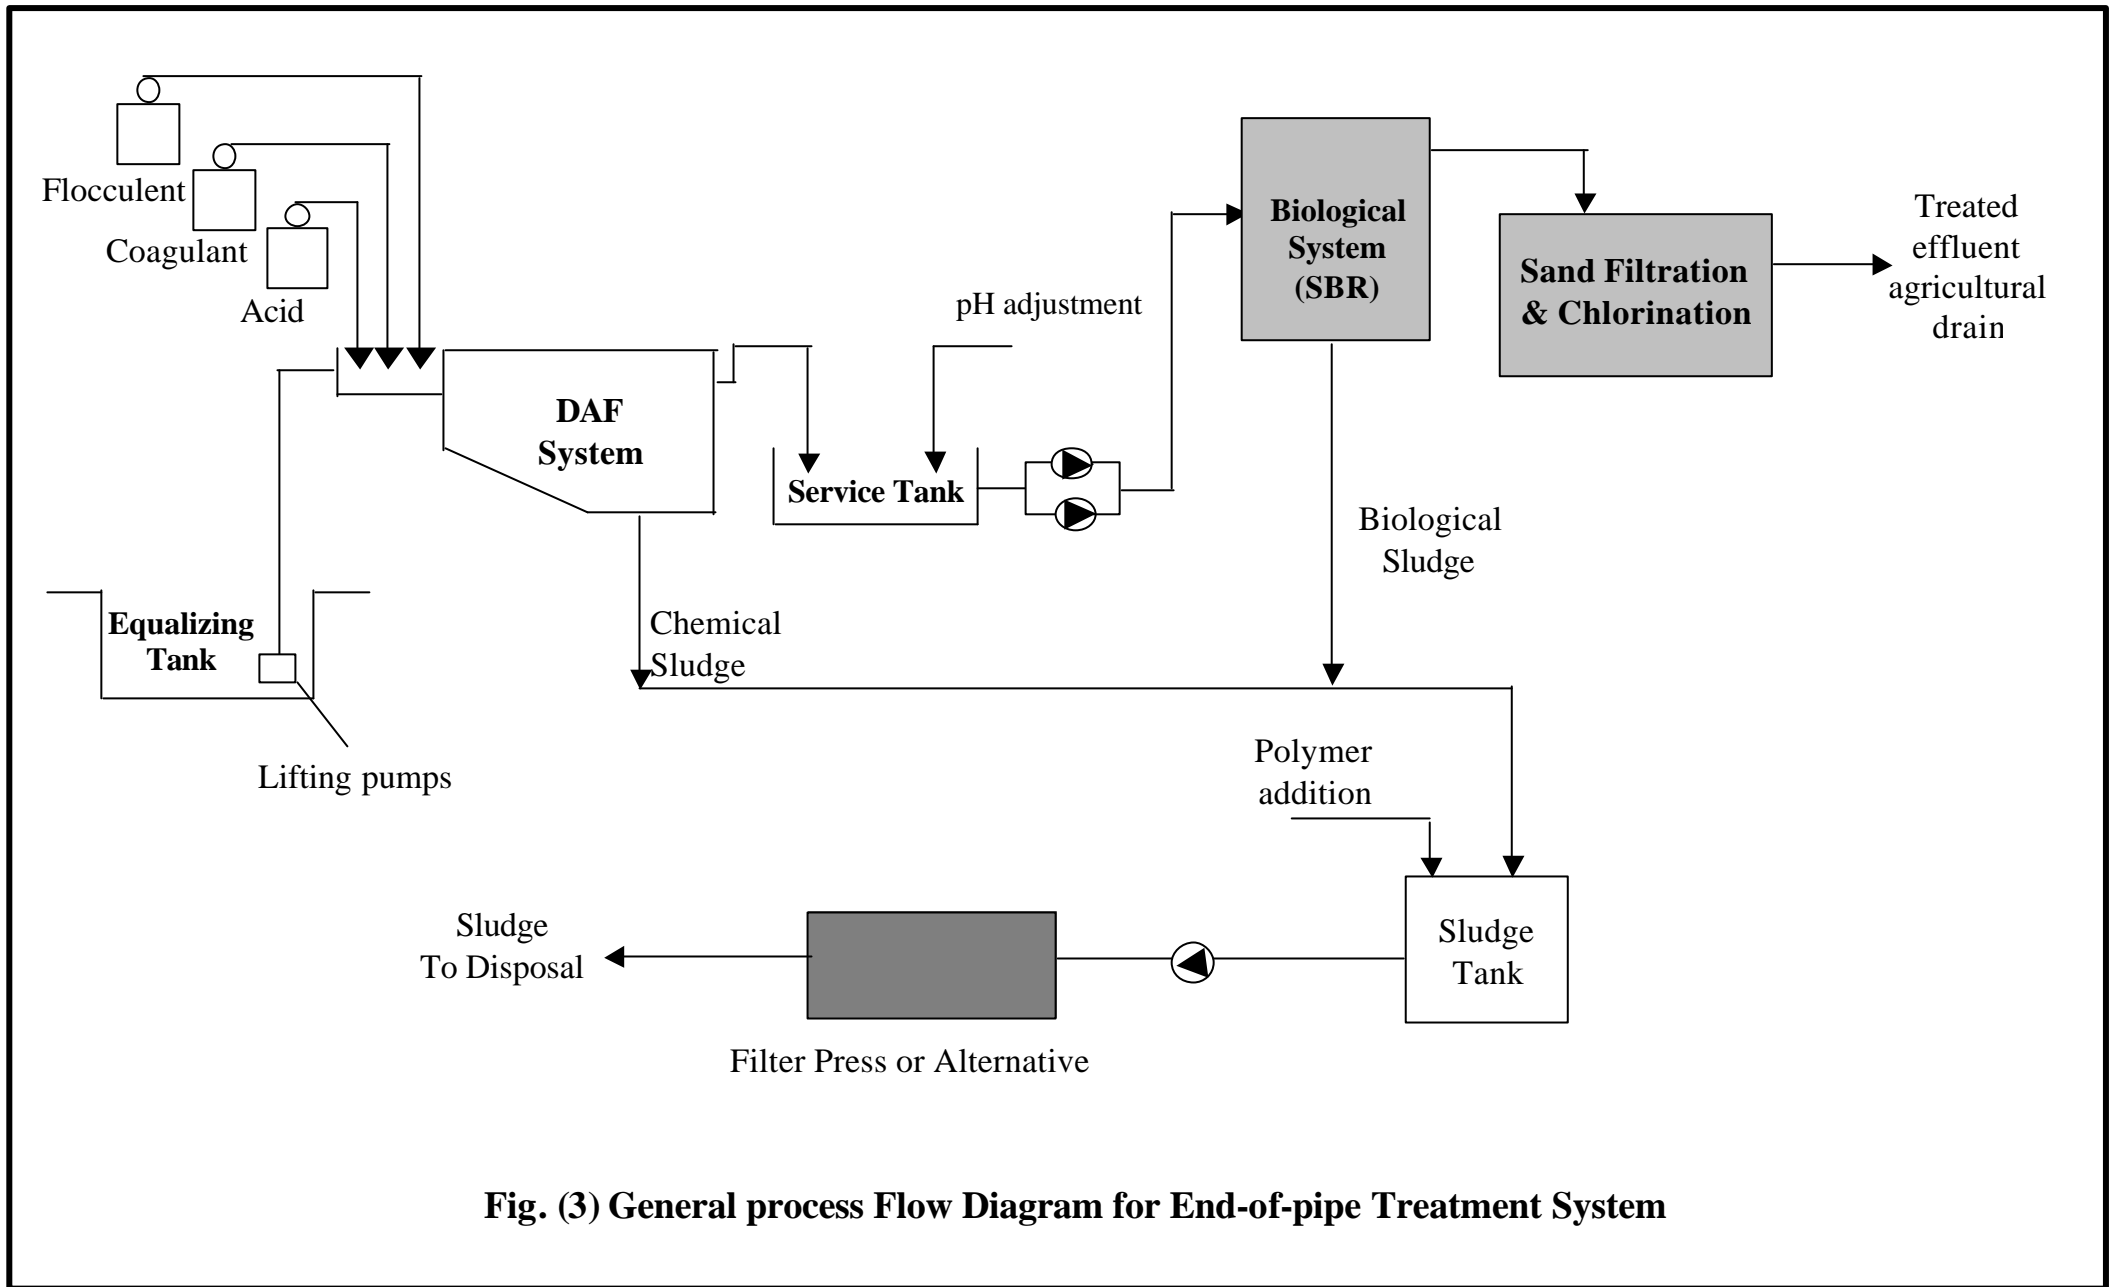 Flocculent
Coagulant
Acid
pH adjustment
Biological
System
(SBR)
Sand Filtration
& Chlorination
Treated
effluent
agricultural
drain
DAF
System
Service Tank
Biological
Sludge
Equalizing
Tank
Chemical
Sludge
Lifting pumps
Polymer
addition
Sludge
To Disposal
Sludge
Tank
Filter Press or Alternative
Fig. (3) General process Flow Diagram for End-of-pipe Treatment System